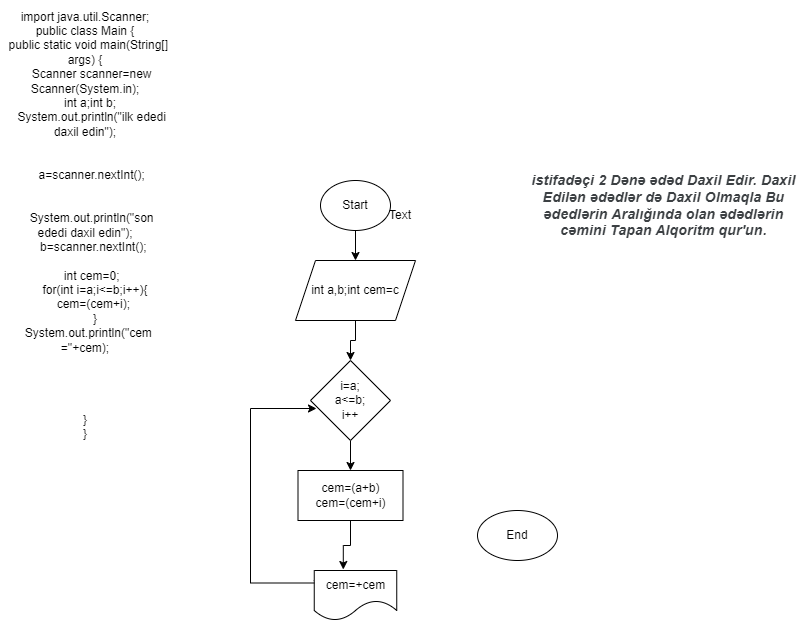 import java.util.Scanner;
public class Main {
public static void main(String[]
args) {
Scanner scanner=new
Scanner(System.in);
int a;int b;
System.out.println("ilk ededi
daxil edin");
a=scanner.nextInt();
System.out.println("son
ededi daxil edin");
b=scanner.nextInt();
int cem=0;
for(int i=a;i<=b;i++){
cem=(cem+i);
}
System.out.println("cem
="+cem);
}
}
Start
Text
int a,b;int cem=c
i=a;
a<=b;
i++
cem=(a+b)
cem=(cem+i)
cem=+cem
End
istifadəçi 2 Dənə ədəd Daxil Edir. Daxil
Edilən ədədlər də Daxil Olmaqla Bu
ədedlərin Aralığında olan ədədlərin
cəmini Tapan Alqoritm qur'un.